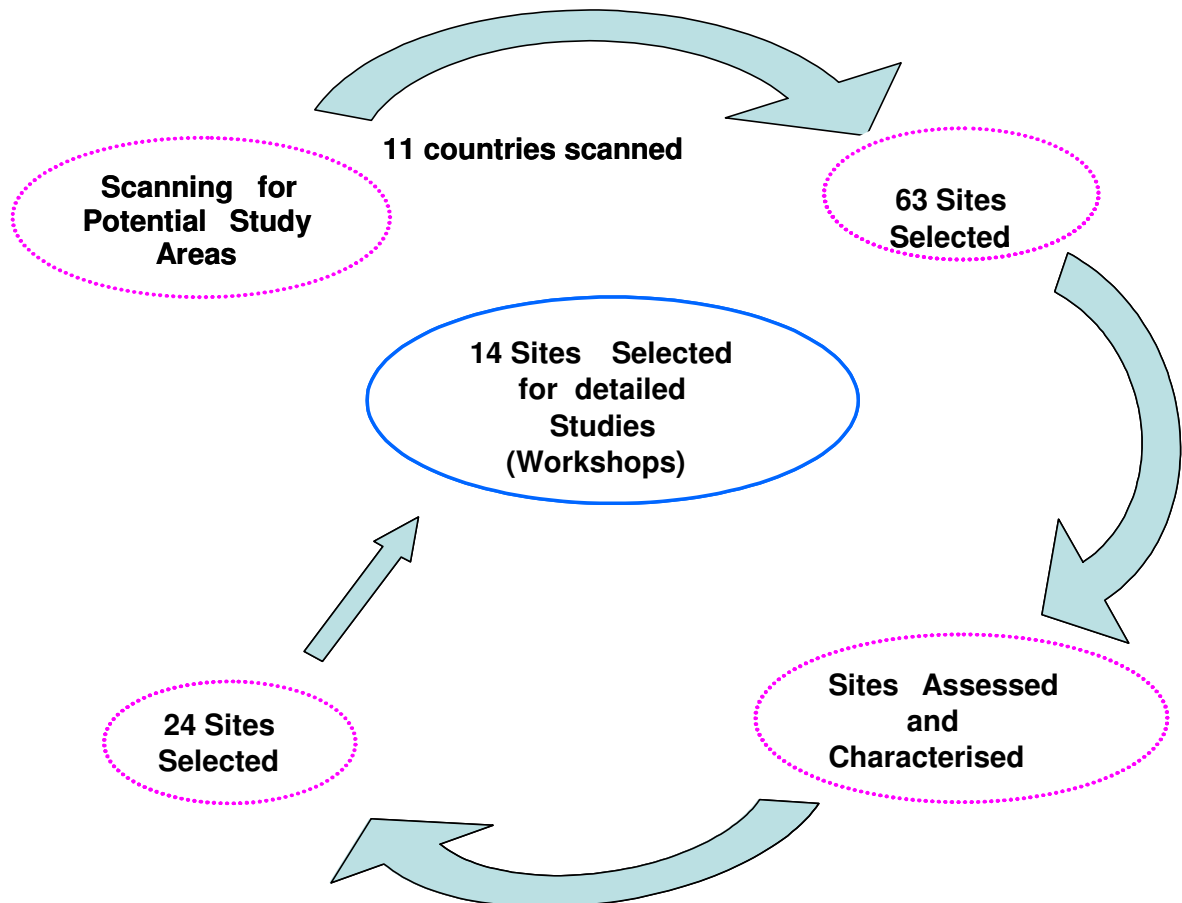 11 countries scanned
Scanning for
Potential Study
Areas
63 Sites
Selected
14 Sites Selected
for detailed
Studies
(Workshops)
Sites Assessed
and
Characterised
24 Sites
Selected